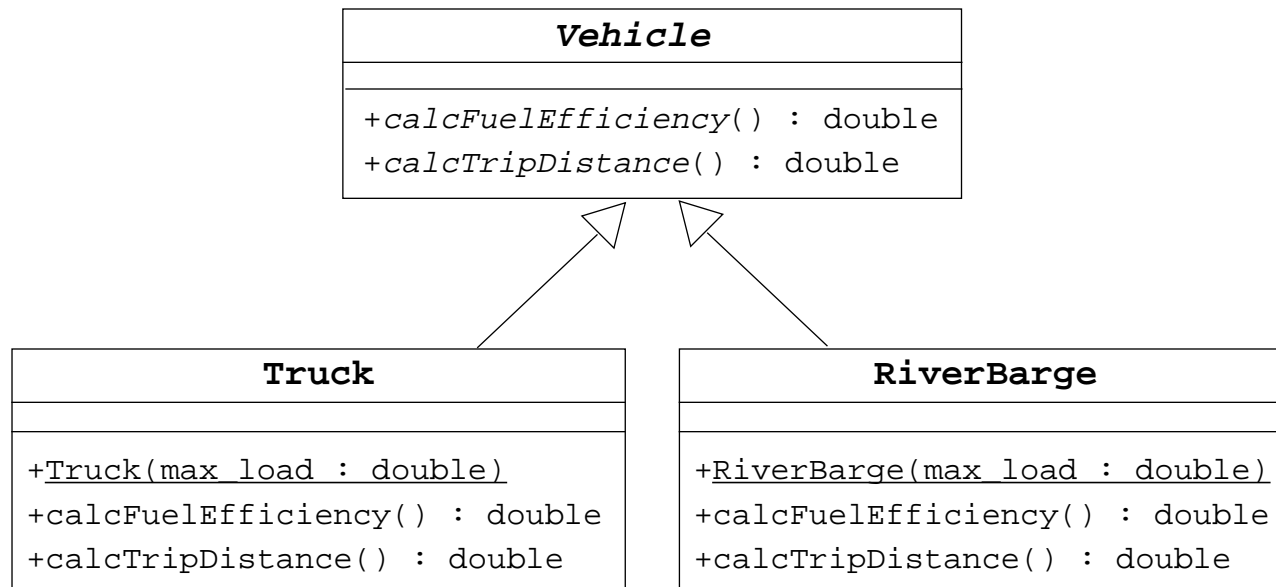 Vehicle
+calcFuelEfficiency() : double
+calcTripDistance() : double
Truck
+Truck(max_load : double)
+calcFuelEfficiency() : double
+calcTripDistance() : double
RiverBarge
+RiverBarge(max_load : double)
+calcFuelEfficiency() : double
+calcTripDistance() : double